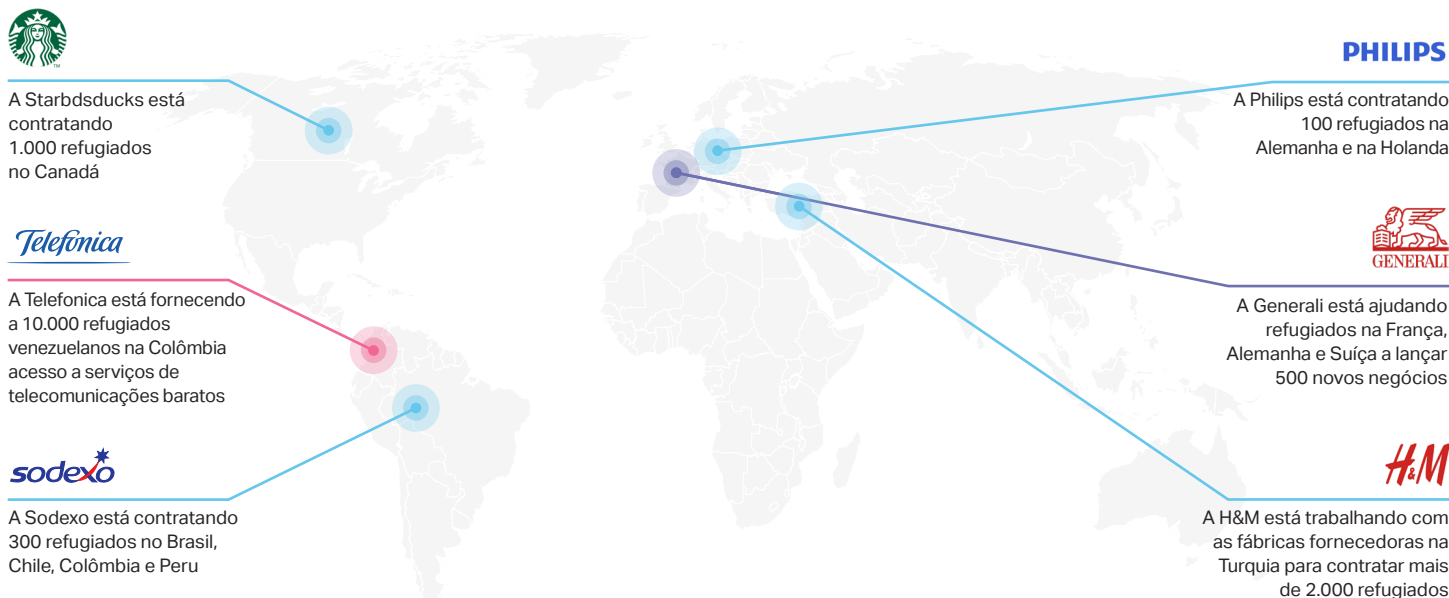 A Starbdsducks está
contratando
1.000 refugiados
no Canadá
Telefonica
A Telefonica está fornecendo
a 10.000 refugiados
venezuelanos na Colômbia
acesso a serviços de
telecomunicações baratos
sodexo
A Sodexo está contratando
300 refugiados no Brasil,
Chile, Colômbia e Peru
PHILIPS
A Philips está contratando
100 refugiados na
Alemanha e na Holanda
GENERALI
A Generali está ajudando
refugiados na França,
Alemanha e Suíça a lançar
500 novos negócios
H&M
A H&M está trabalhando com
as fábricas fornecedoras na
Turquia para contratar mais
de 2.000 refugiados